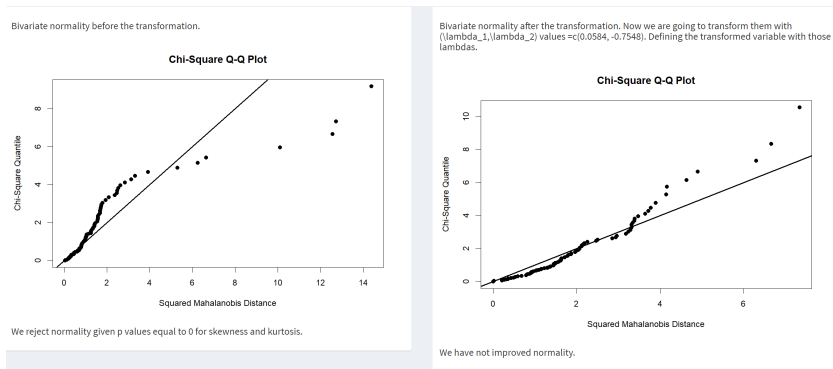 Bivariate normality before the transformation.
Chi-Square Q-Q Plot
Chi-Square Quantile
8
6
4
2
0
0 2 4 6 8 10 12 14
Squared Mahalanobis Distance
We reject normality given p values equal to 0 for skewness and kurtosis.
Bivariate normality after the transformation. Now we are going to transform them with
(\lambda_1,\lambda_2) values =c(0.0584, -0.7548). Defining the transformed variable with those
lambdas.
Chi-Square Q-Q Plot
Chi-Square Quantile
10
8
6
4
2
0
0 2 4 6
Squared Mahalanobis Distance
We have not improved normality.